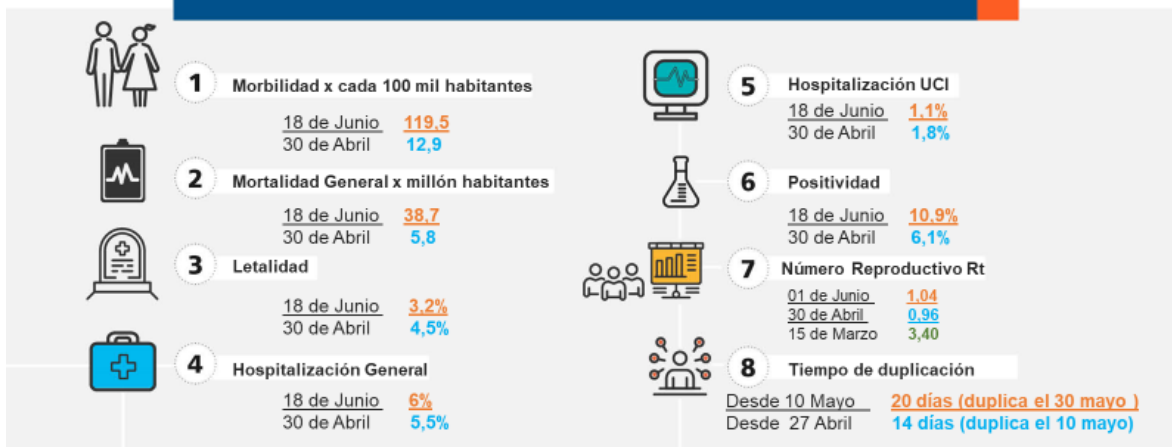 1 Morbilidad x cada 100 mil habitantes
18 de Junio 119,5
30 de Abril 12,9
2 Mortalidad General x millón habitantes
18 de Junio 38,7
30 de Abril 5,8
3 Letalidad
18 de Junio 3,2%
30 de Abril 4,5%
4 Hospitalización General
18 de Junio 6%
30 de Abril 5,5%
5 Hospitalización UCI
18 de Junio 1,1%
30 de Abril 1,8%
6 Positividad
18 de Junio 10,9%
30 de Abril 6,1%
7 Número Reproductivo Rt
01 de Junio 1,04
30 de Abril 0,96
15 de Marzo 3,40
8 Tiempo de duplicación
Desde 10 Mayo 20 días (duplica el 30 mayo )
Desde 27 Abril 14 días (duplica el 10 mayo)